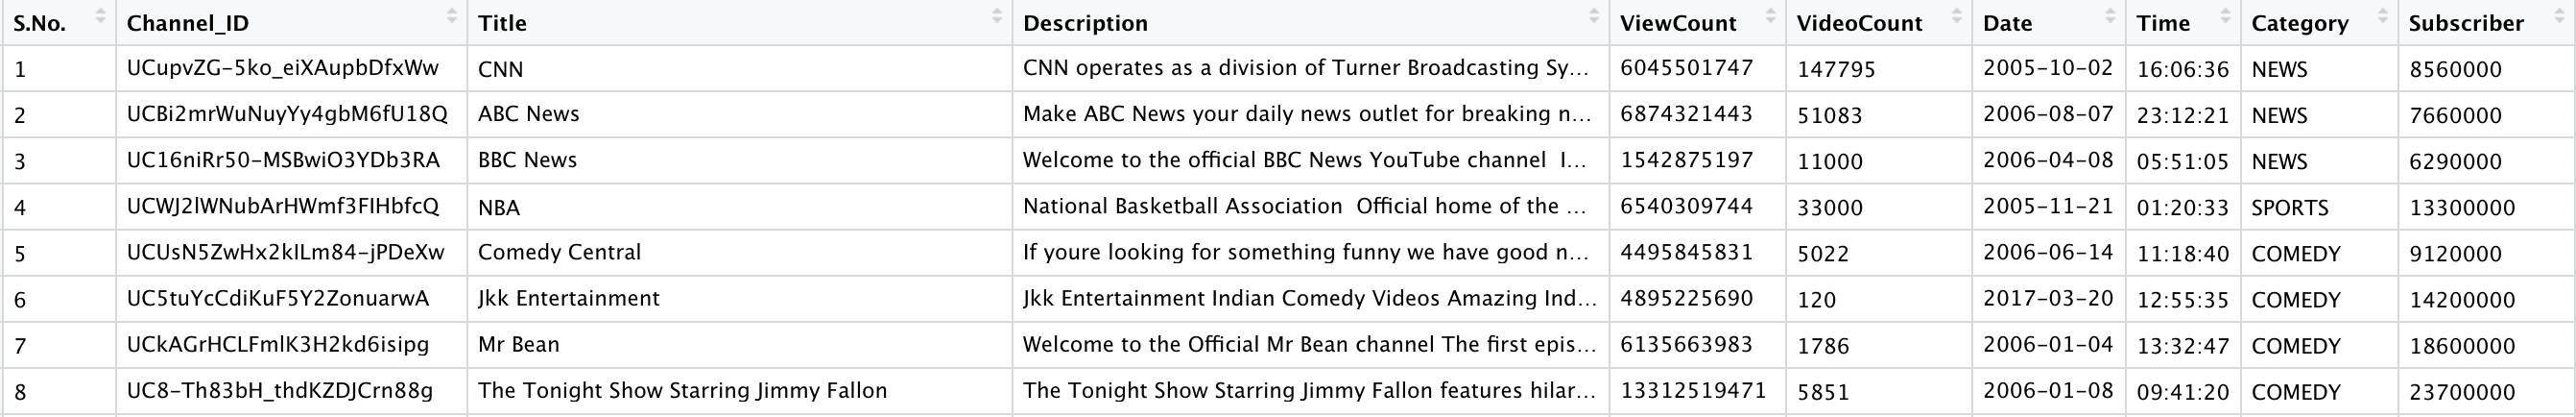 S.No. Channel_ID Title Description ViewCount VideoCount Date Time Category Subscriber
1 UCupvZG-5ko_eiXAupbDfxWw CNN CNN operates as a division of Turner Broadcasting Sy... 6045501747 147795 2005-10-02 16:06:36 NEWS 8560000
2 UCBi2mrWuNuyYy4gbM6fU18Q ABC News Make ABC News your daily news outlet for breaking n... 6874321443 51083 2006-08-07 23:12:21 NEWS 7660000
3 UC16niRr50-MSBwiO3YDb3RA BBC News Welcome to the official BBC News YouTube channel  I... 1542875197 11000 2006-04-08 05:51:05 NEWS 6290000
4 UCWJ2lWNubArHWmf3FIHbfcQ NBA National Basketball Association  Official home of the ... 6540309744 33000 2005-11-21 01:20:33 SPORTS 13300000
5 UCUsN5ZwHx2kILm84-jPDeXw Comedy Central If youre looking for something funny we have good n... 4495845831 5022 2006-06-14 11:18:40 COMEDY 9120000
6 UC5tuYcCdiKuF5Y2ZonuarwA Jkk Entertainment Jkk Entertainment Indian Comedy Videos Amazing Ind... 4895225690 120 2017-03-20 12:55:35 COMEDY 14200000
7 UCkAGrHCLFmlK3H2kd6isipg Mr Bean Welcome to the Official Mr Bean channel The first epis... 6135663983 1786 2006-01-04 13:32:47 COMEDY 18600000
8 UC8-Th83bH_thdKZDJCrn88g The Tonight Show Starring Jimmy Fallon The Tonight Show Starring Jimmy Fallon features hilar... 13312519471 5851 2006-01-08 09:41:20 COMEDY 23700000